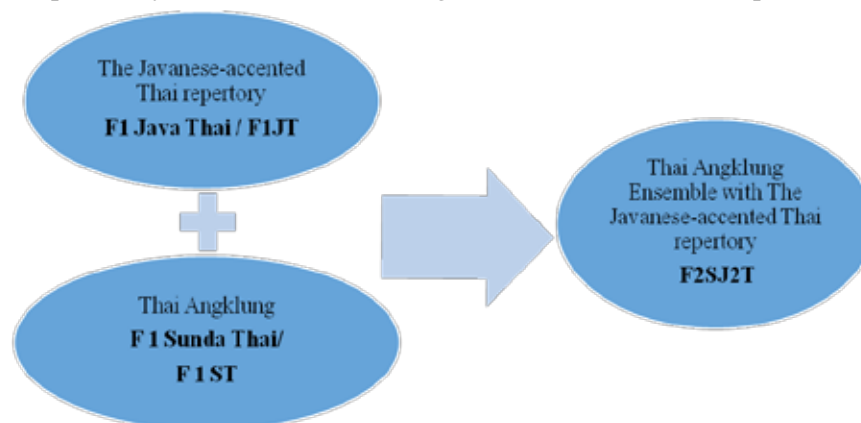 The Javanese-accented
Thai repertory
F1 Java Thai / F1JT
Thai Angklung
F 1 Sunda Thai/
F 1 ST
Thai Angklung
Ensemble with The
Javanese-accented Thai
repertory
F2SJ2T